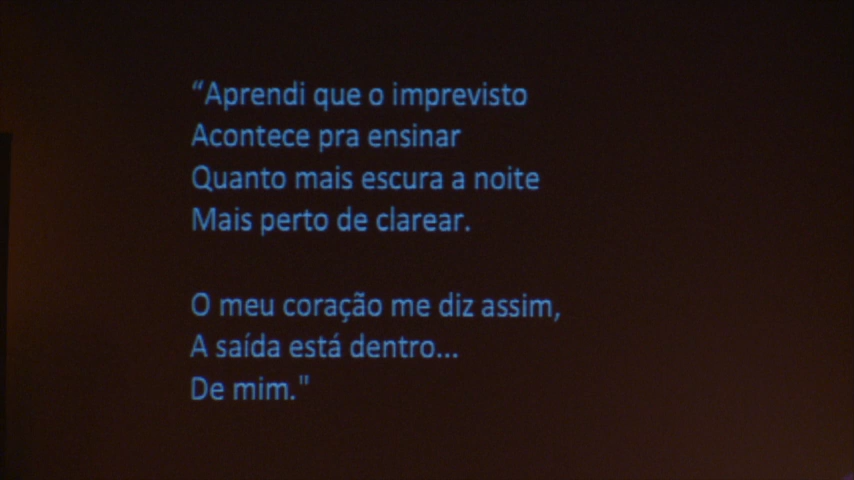 “Aprendi que o imprevisto
Acontece pra ensinar
Quanto mais escura a noite
Mais perto de clarear.
O meu coração me diz assim,
A saída está dentro...
De mim."